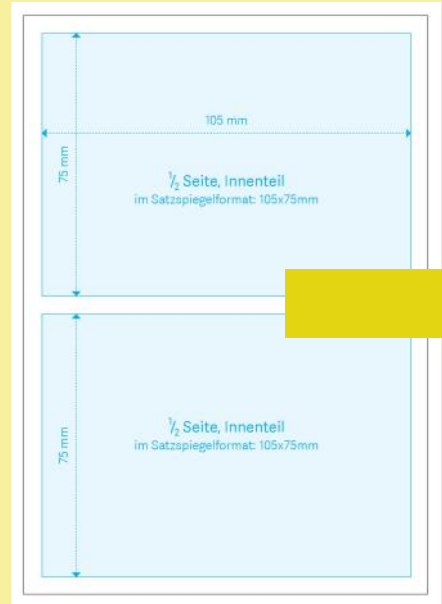 105 mm
75 mm
½ Seite, Innenteil
im Satzspiegelformat: 105x75mm
75 mm
½ Seite, Innenteil
im Satzspiegelformat: 105x75mm